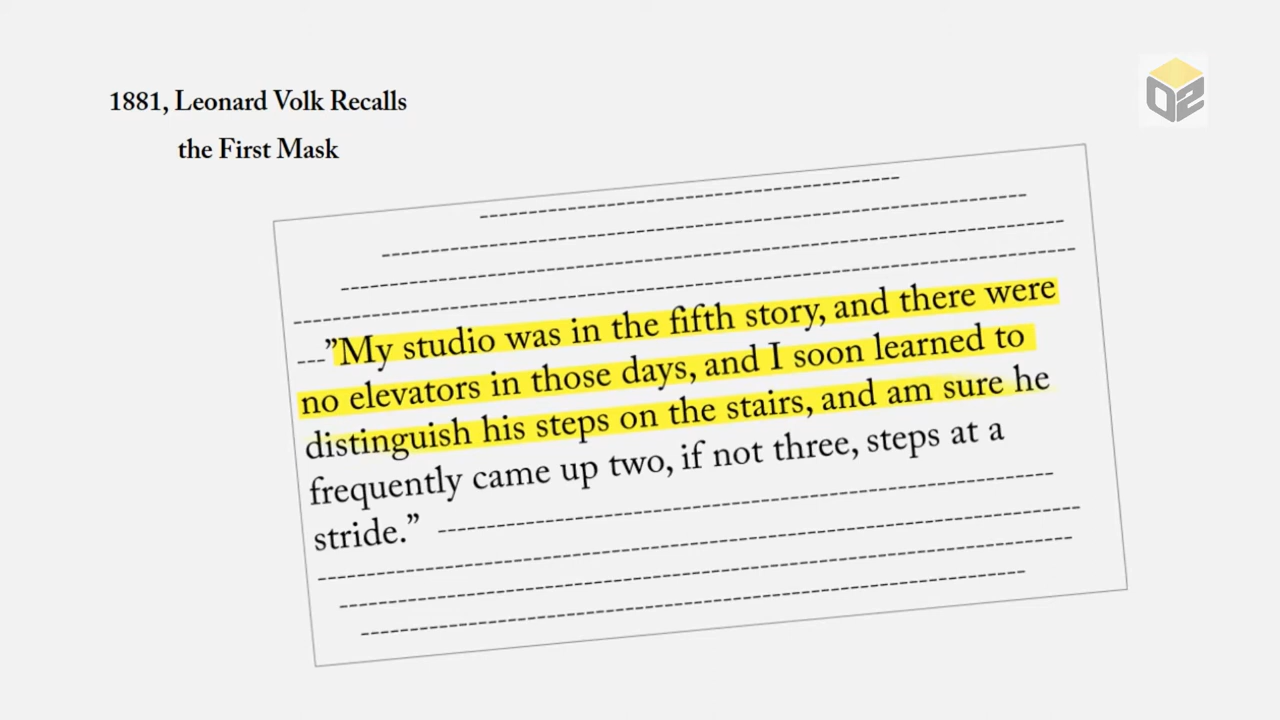 1881, Leonard Volk Recalls
the First Mask
---”My studio was in the fifth story, and there were
no elevators in those days, and I soon learned to
distinguish his steps on the stairs, and am sure he
frequently came up two, if not three, steps at a
stride.”
02